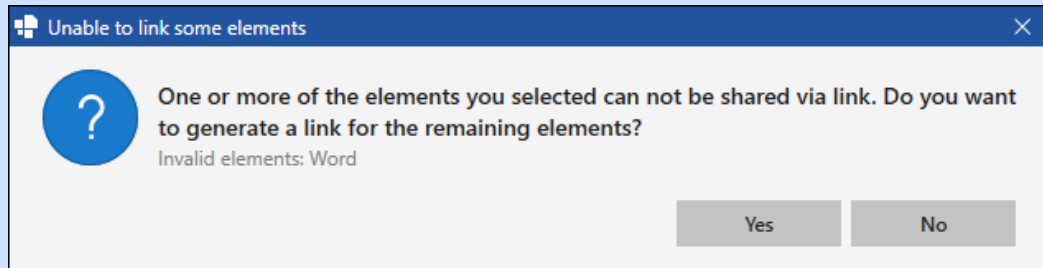 Unable to link some elements
?
One or more of the elements you selected can not be shared via link. Do you want
to generate a link for the remaining elements?
Invalid elements: Word
Yes No